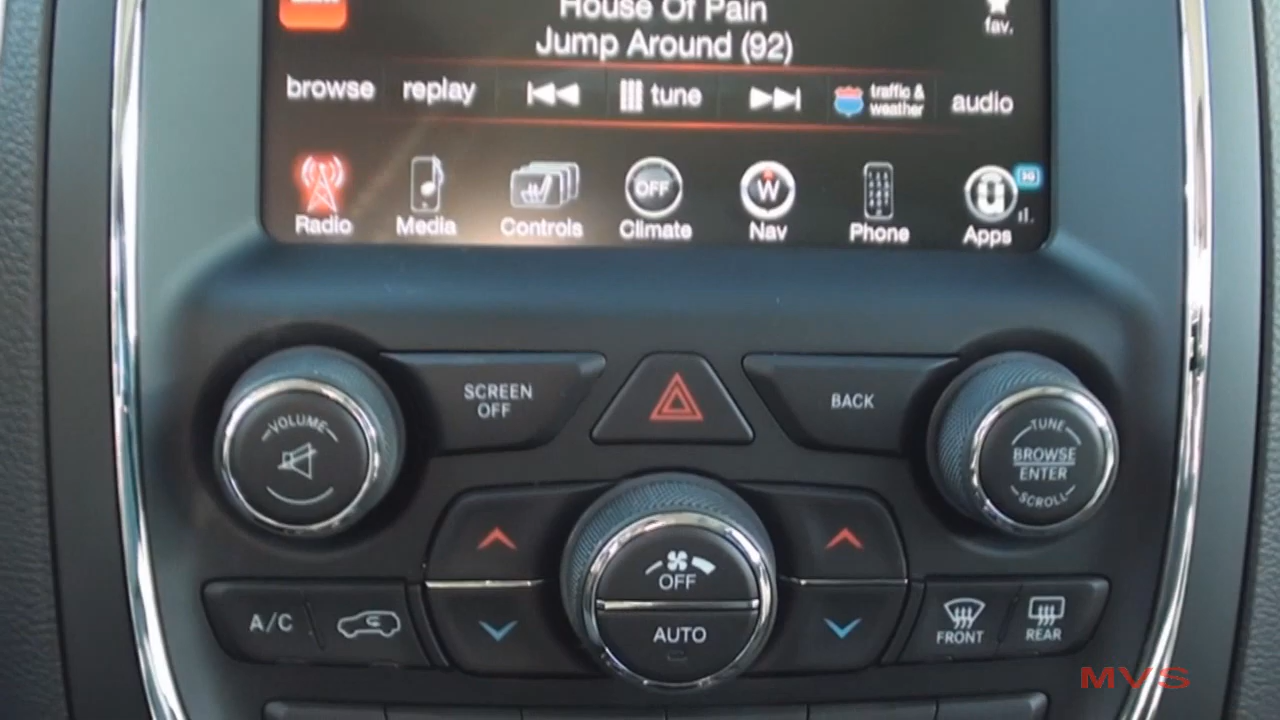 House Of Pain
Jump Around (92)
fav.
browse replay tune traffic & weather audio
OFF W
Radio Media Controls Climate Nav Phone Apps
SCREEN OFF
BACK
VOLUME
TUNE
BROWSE
ENTER
SCROLL
OFF
AUTO
A/C
FRONT
REAR
MVS